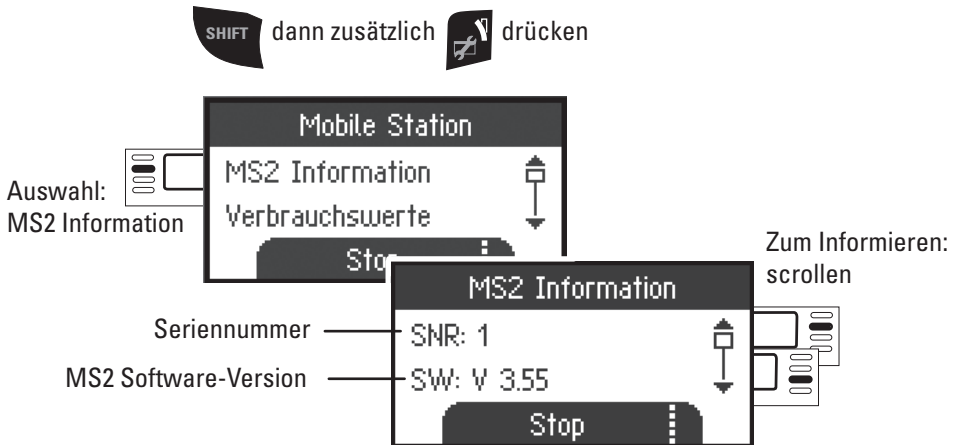 SHIFT dann zusätzlich drücken
Mobile Station
MS2 Information
Verbrauchswerte
Stop
Auswahl:
MS2 Information
Zum Informieren:
scrollen
MS2 Information
Seriennummer
SNR: 1
MS2 Software-Version
SW: V 3.55
Stop